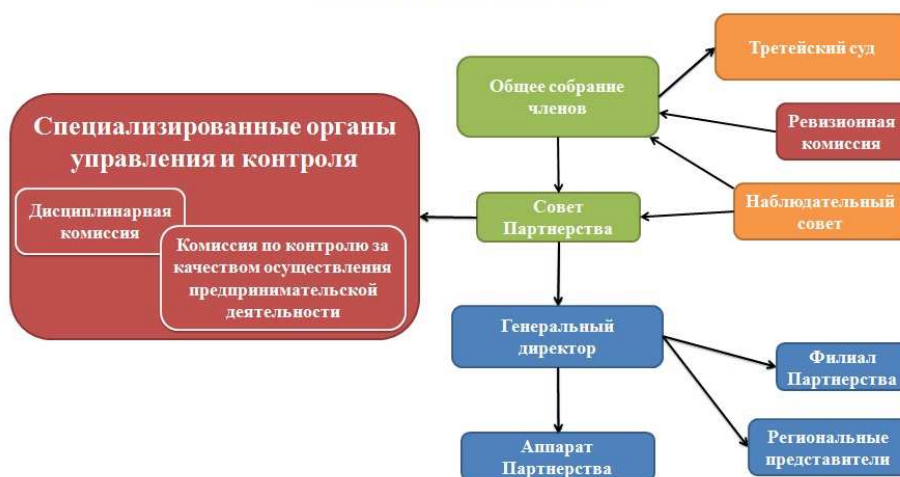 Третейский суд
Общее собрание
членов
Ревизионная
комиссия
Специализированные органы
управления и контроля
Дисциплинарная
комиссия
Комиссия по контролю за
качеством осуществления
предпринимательской
деятельности
Совет
Партнерства
Наблюдательный
совет
Генеральный
директор
Филиал
Партнерства
Аппарат
Партнерства
Региональные
представители